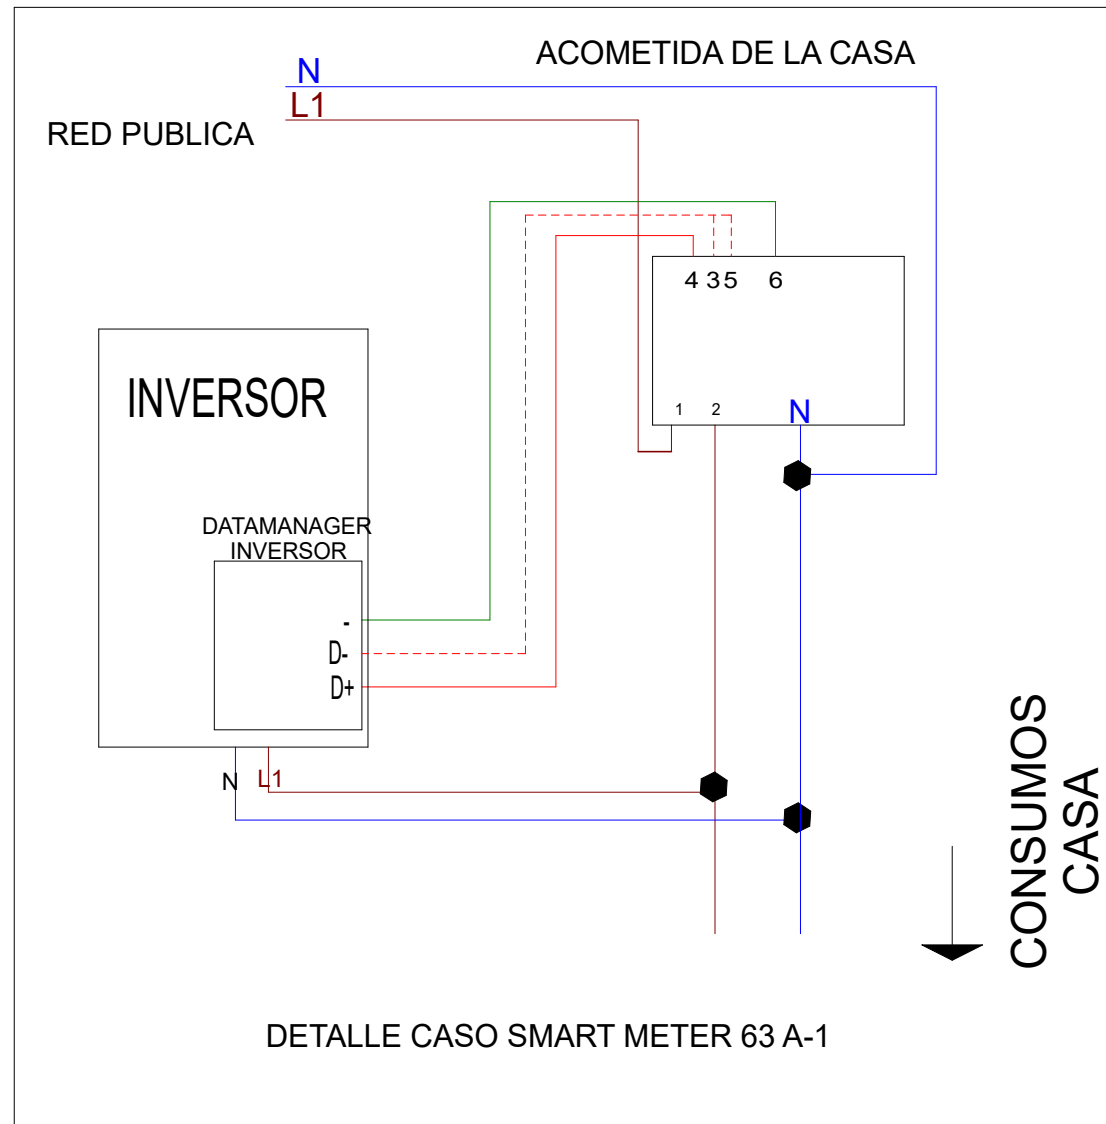 ACOMETIDA DE LA CASA
N
L1
RED PUBLICA
4 3 5 6
1 2 N
INVERSOR
DATAMANAGER
INVERSOR
-
D-
D+
N L1
CONSUMOS
CASA
DETALLE CASO SMART METER 63 A-1